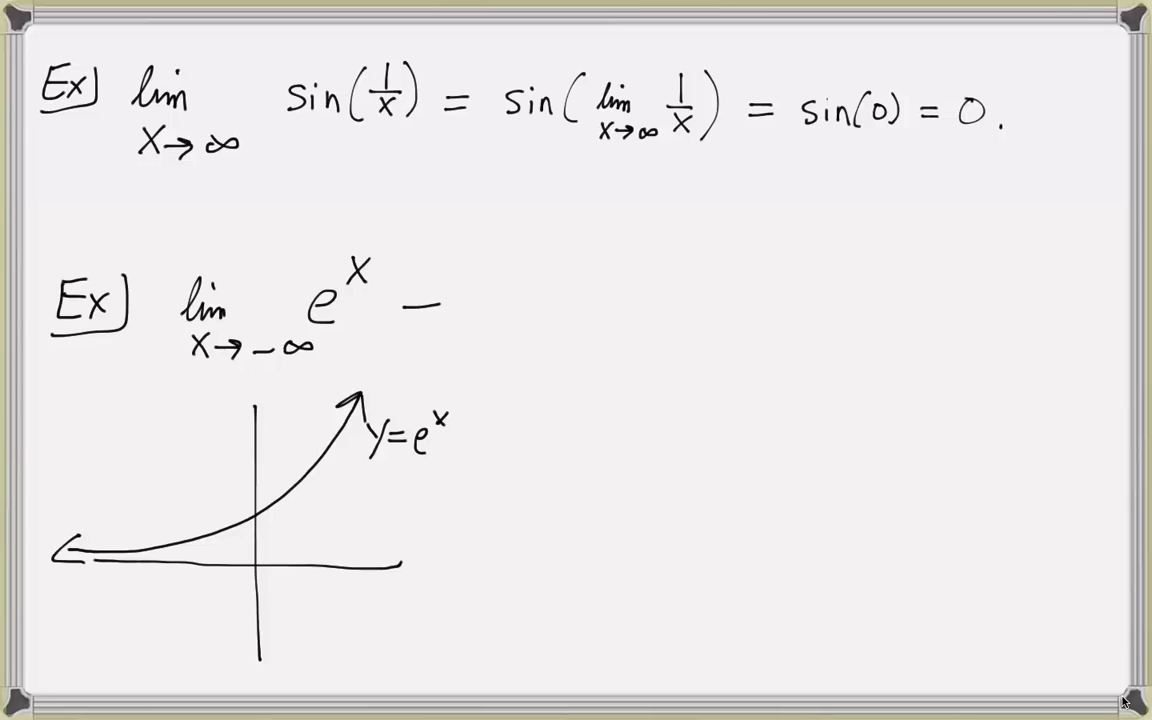 Ex) lim x→∞ sin(1/x) = sin(lim x→∞ 1/x) = sin(0) = 0.
Ex) lim x→-∞ e^x –
y=e^x